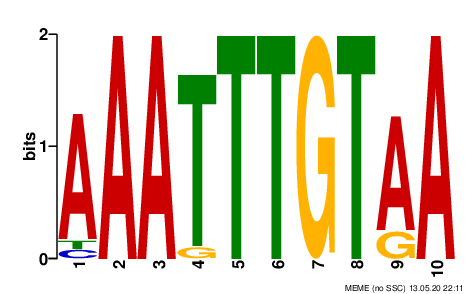 2
bits
1
0
A A A T T T G T A A
T G G
C
1 2 3 4 5 6 7 8 9 10
MEME (no SSC) 13.05.20 22:11